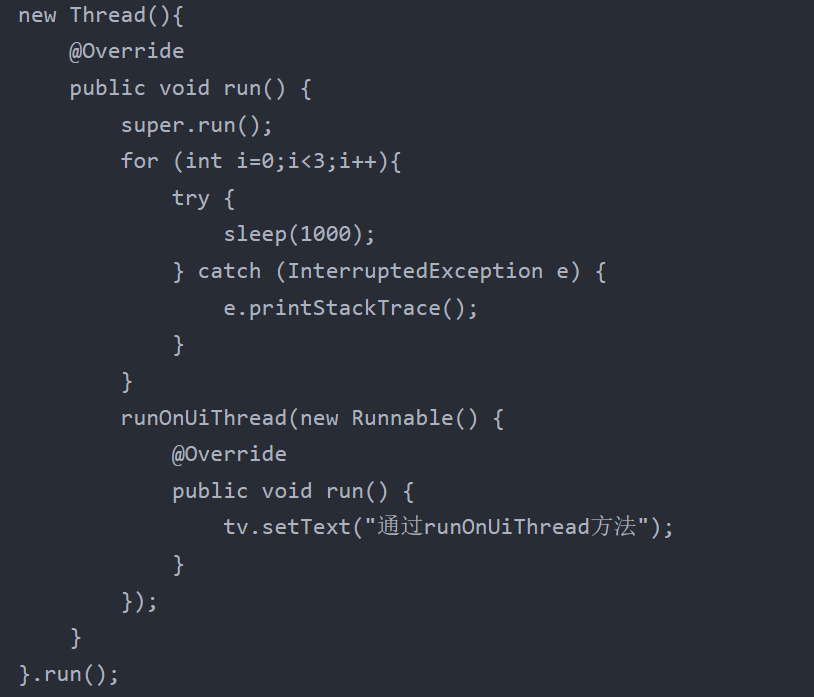 new Thread(){
    @Override
    public void run() {
        super.run();
        for (int i=0;i<3;i++){
            try {
                sleep(1000);
            } catch (InterruptedException e) {
                e.printStackTrace();
            }
        }
        runOnUiThread(new Runnable() {
            @Override
            public void run() {
                tv.setText("通过runOnUiThread方法");
            }
        });
    }
}.run();